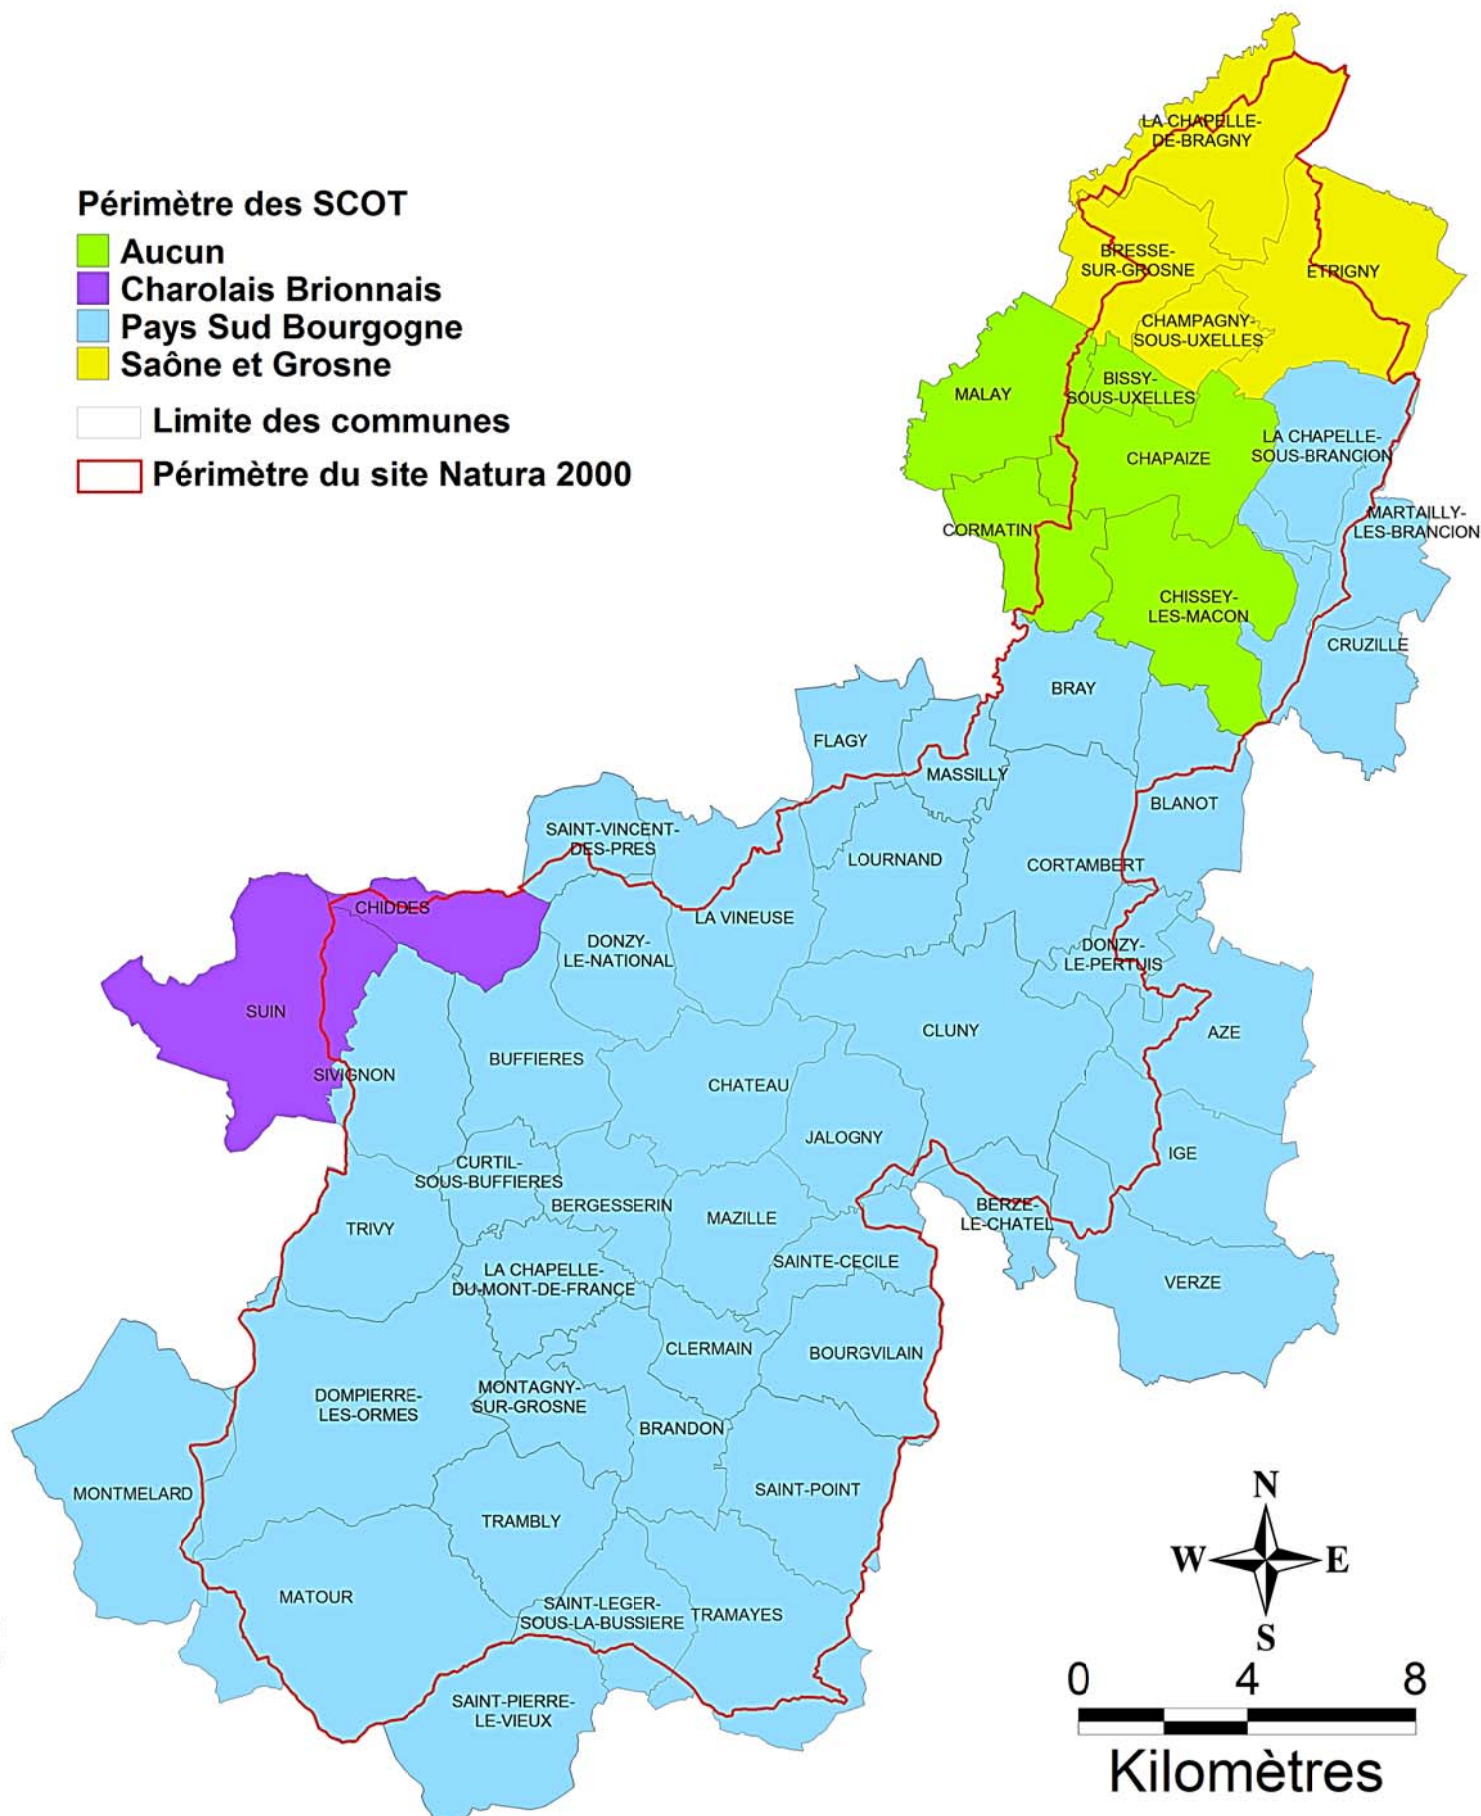 Périmètre des SCOT
Aucun
Charolais Brionnais
Pays Sud Bourgogne
Saône et Grosne
Limite des communes
Périmètre du site Natura 2000
LA CHAPELLE-
DE-BRAGNY
BRESSE-
SUR-GROSNE
ETRIGNY
CHAMPAGNY-
SOUS-UXELLES
MALAY
BISSY-
SOUS-UXELLES
CHAPAIZE
LA CHAPELLE-
SOUS-BRANCION
MARTAILLY-
LES-BRANCION
CORMATIN
CHISSEY-
LES-MACON
CRUZILLE
BRAY
FLAGY
MASSILLY
BLANOT
SAINT-VINCENT-
DES-PRES
LOURNAND
CORTAMBERT
CHIDDES
LA VINEUSE
DONZY-
LE-NATIONAL
DONZY-
LE-PERTUIS
SUIN
CLUNY
AZE
BUFFIERES
SIVIGNON
CHATEAU
JALOGNY
IGE
CURTIL-
SOUS-BUFFIERES
BERGESSERIN
MAZILLE
BERZE-
LE-CHATEL
TRIVY
SAINTE-CECILE
LA CHAPELLE-
DU-MONT-DE-FRANCE
VERZE
CLERMAIN
BOURGVILAIN
DOMPIERRE-
LES-ORMES
MONTAGNY-
SUR-GROSNE
BRANDON
MONTMELARD
SAINT-POINT
TRAMBLY
MATOUR
SAINT-LEGER-
SOUS-LA-BUSSIERE
TRAMAYES
SAINT-PIERRE-
LE-VIEUX
N
W E
S
0 4 8
Kilomètres